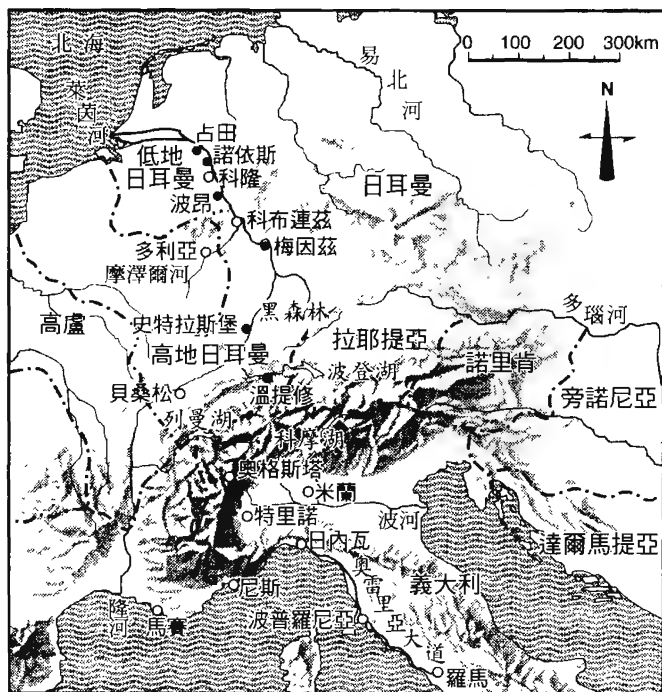 北海
0 100 200 300km
易北河
N
萊茵河
占田
低地
諾依斯
日耳曼
科隆
日耳曼
波昂
科布連茲
多利亞
梅因茲
摩澤爾河
黑森林
多瑙河
高盧
史特拉斯堡
拉耶提亞
高地日耳曼
波登湖
諾里肯
貝桑松
溫提修
旁諾尼亞
列曼湖
科摩湖
奧格斯塔
米蘭
特里諾
波河
達爾馬提亞
日內瓦
奧雷里亞大道
義大利
尼斯
隆河
馬賽
波普羅尼亞
羅馬